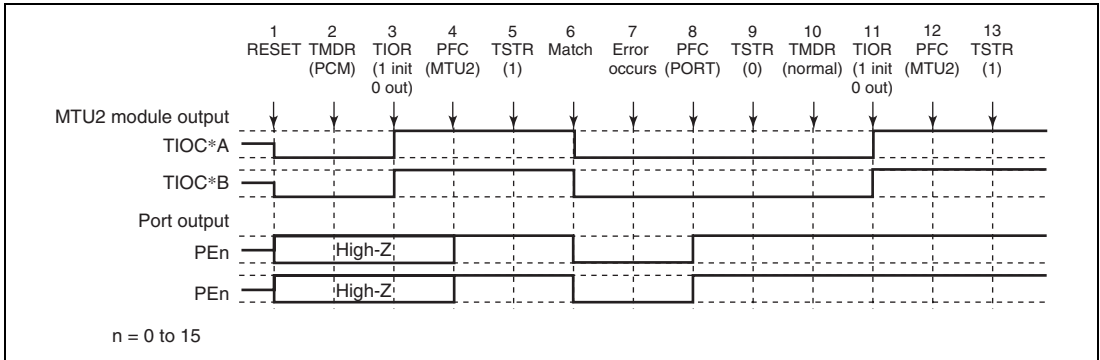 1 2 3 4 5 6 7 8 9 10 11 12 13
RESET TMDR TIOR PFC TSTR Match Error PFC TSTR TMDR TIOR PFC TSTR
(PCM) (1 init (MTU2) (1) occurs (PORT) (0) (normal) (1 init (MTU2) (1)
0 out) 0 out)
MTU2 module output
TIOC*A
TIOC*B
Port output
PEn High-Z
PEn High-Z
n = 0 to 15